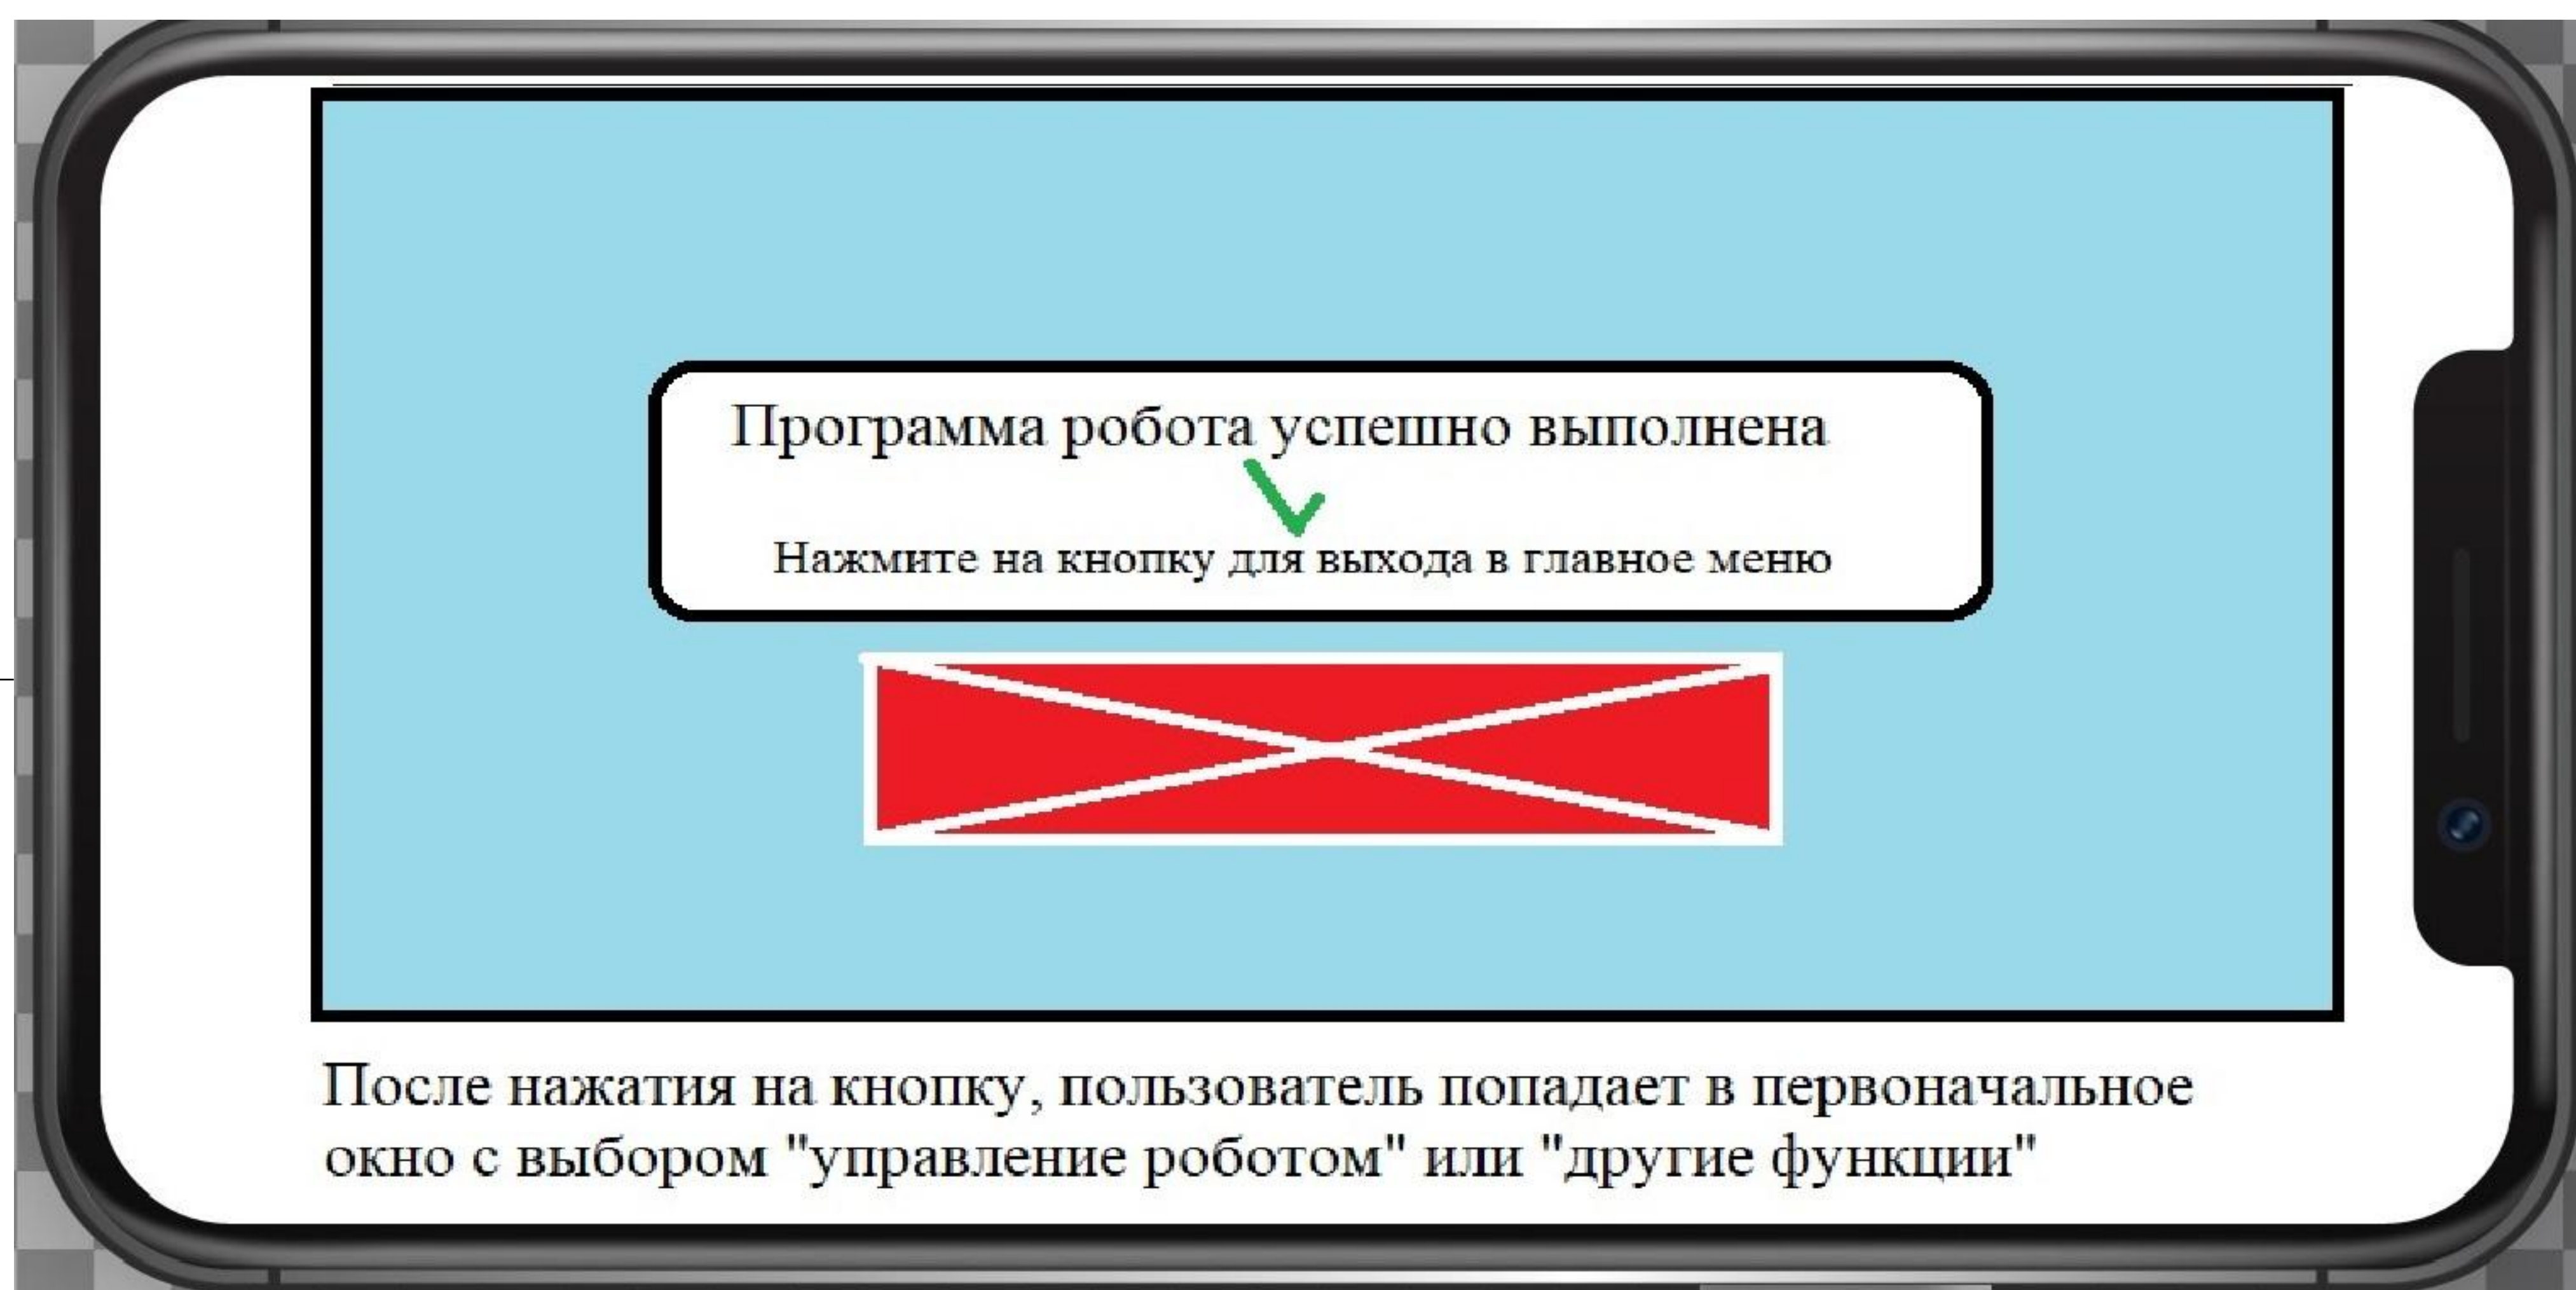 Программа робота успешно выполнена
Нажмите на кнопку для выхода в главное меню
После нажатия на кнопку, пользователь попадает в первоначальное
окно с выбором "управление роботом" или "другие функции"